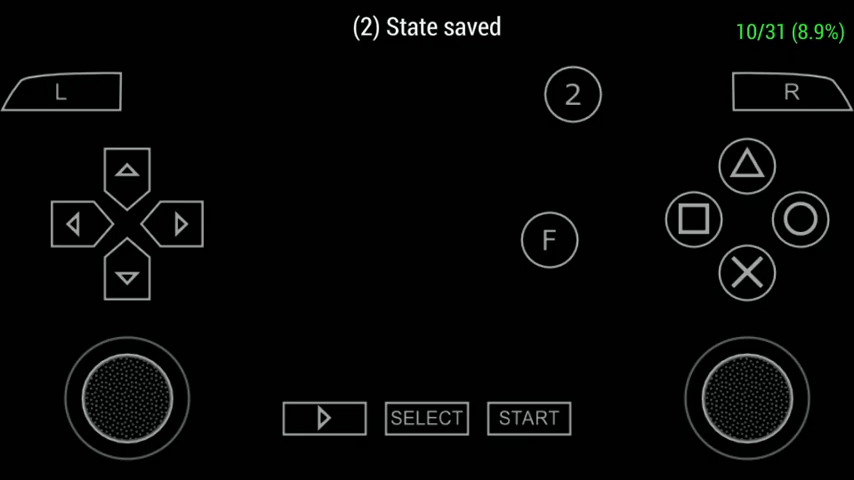 (2) State saved
10/31 (8.9%)
L
2
R
F
SELECT
START